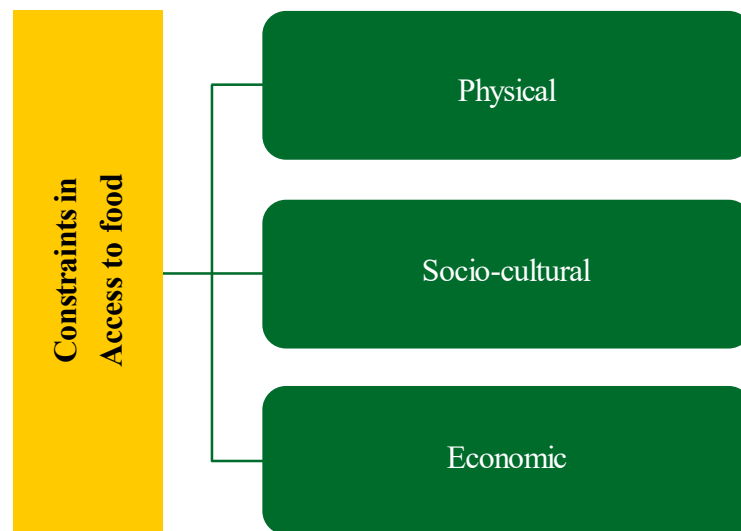 Constraints in
Access to food
Physical
Socio-cultural
Economic